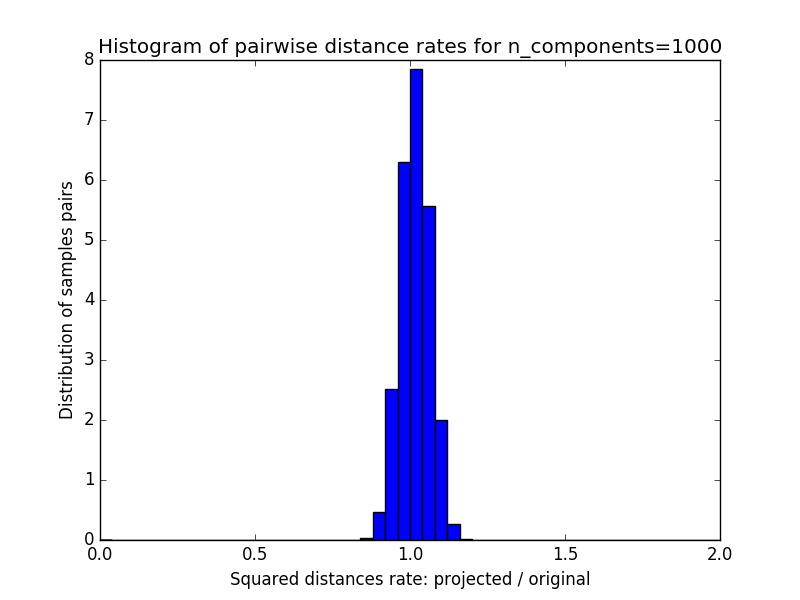 Histogram of pairwise distance rates for n_components=1000
8
7
6
5
4
3
2
1
0
Distribution of samples pairs
0.0 0.5 1.0 1.5 2.0
Squared distances rate: projected / original